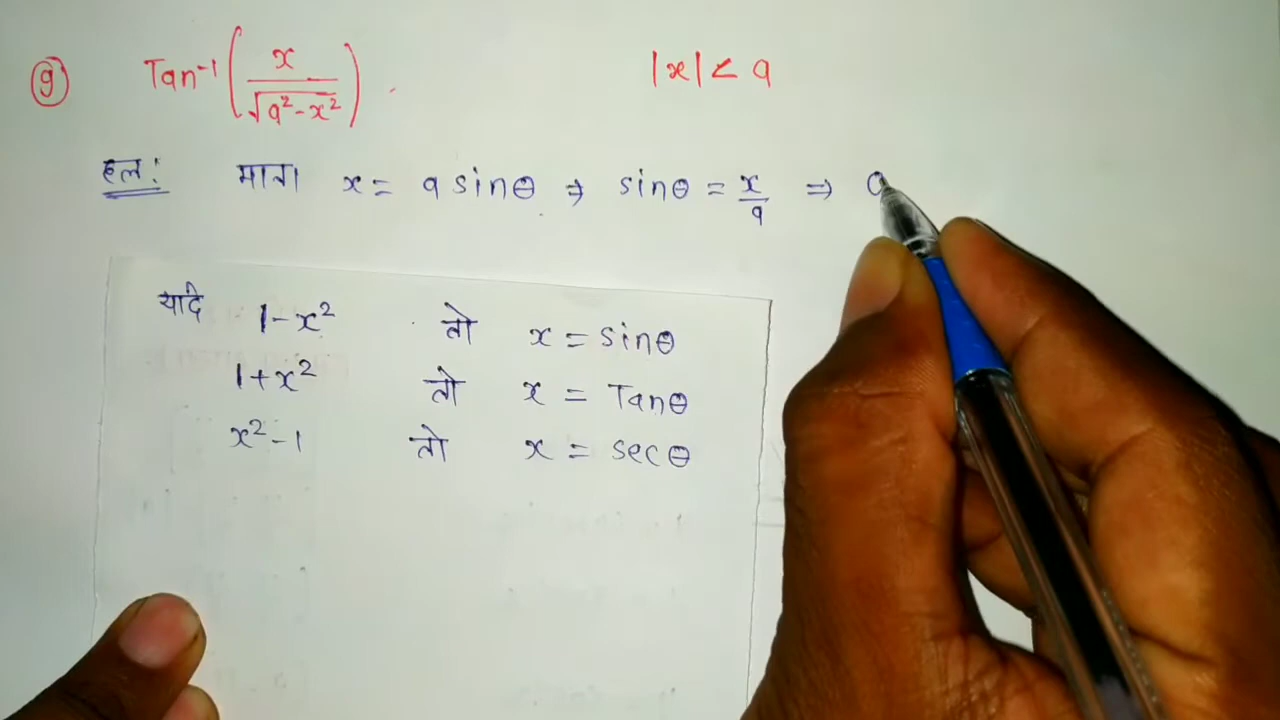 9 Tan⁻¹(x/√(a²-x²)) |x| < a
हल: माना x = a sinθ ⇒ sinθ = x/a ⇒
यदि 1-x² तो x = sinθ
1+x² तो x = Tanθ
x²-1 तो x = secθ